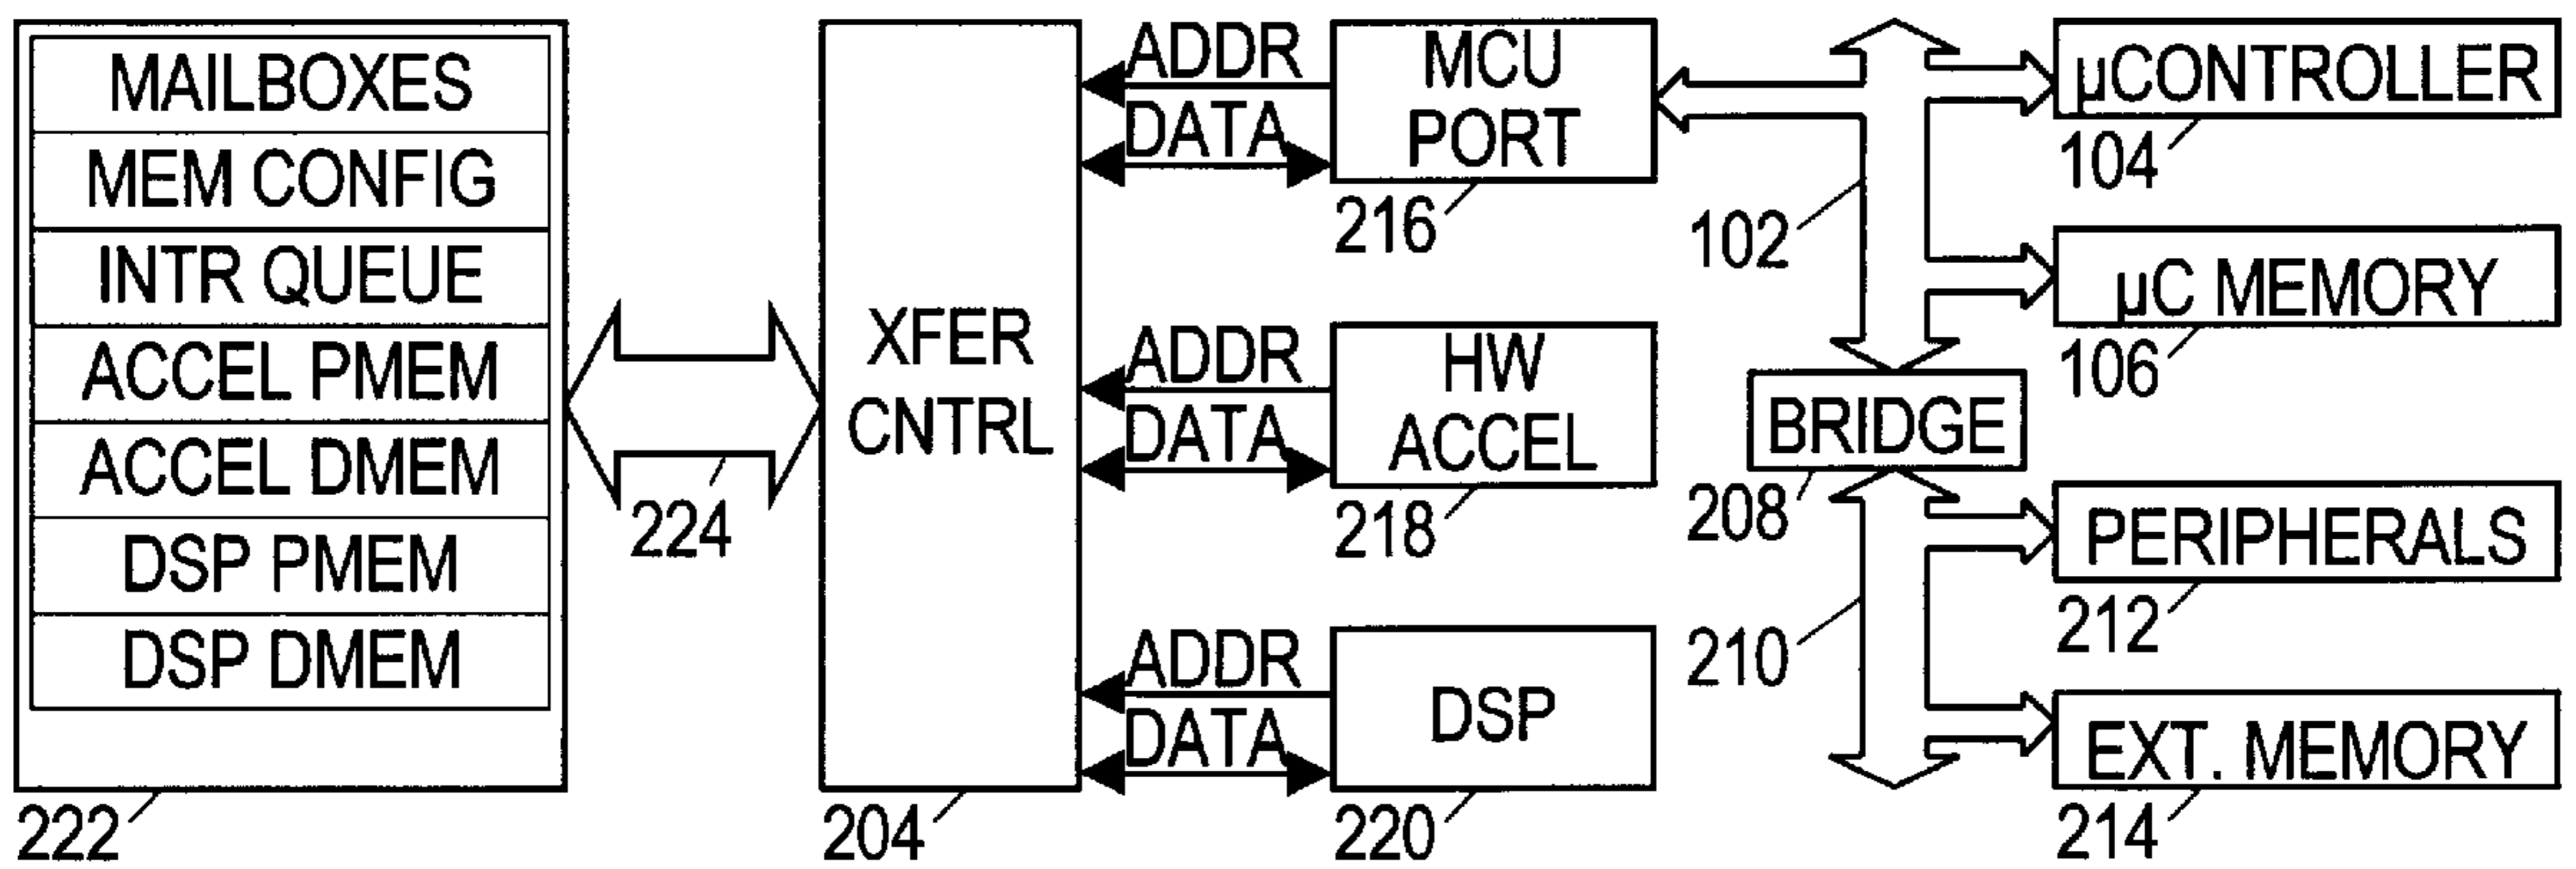 MAILBOXES
MEM CONFIG
INTR QUEUE
ACCEL PMEM
ACCEL DMEM
DSP PMEM
DSP DMEM
222
224
XFER
CNTRL
204
ADDR
DATA
MCU
PORT
216
ADDR
DATA
HW
ACCEL
218
ADDR
DATA
DSP
220
102
BRIDGE
208
210
µCONTROLLER
104
µC MEMORY
106
PERIPHERALS
212
EXT. MEMORY
214